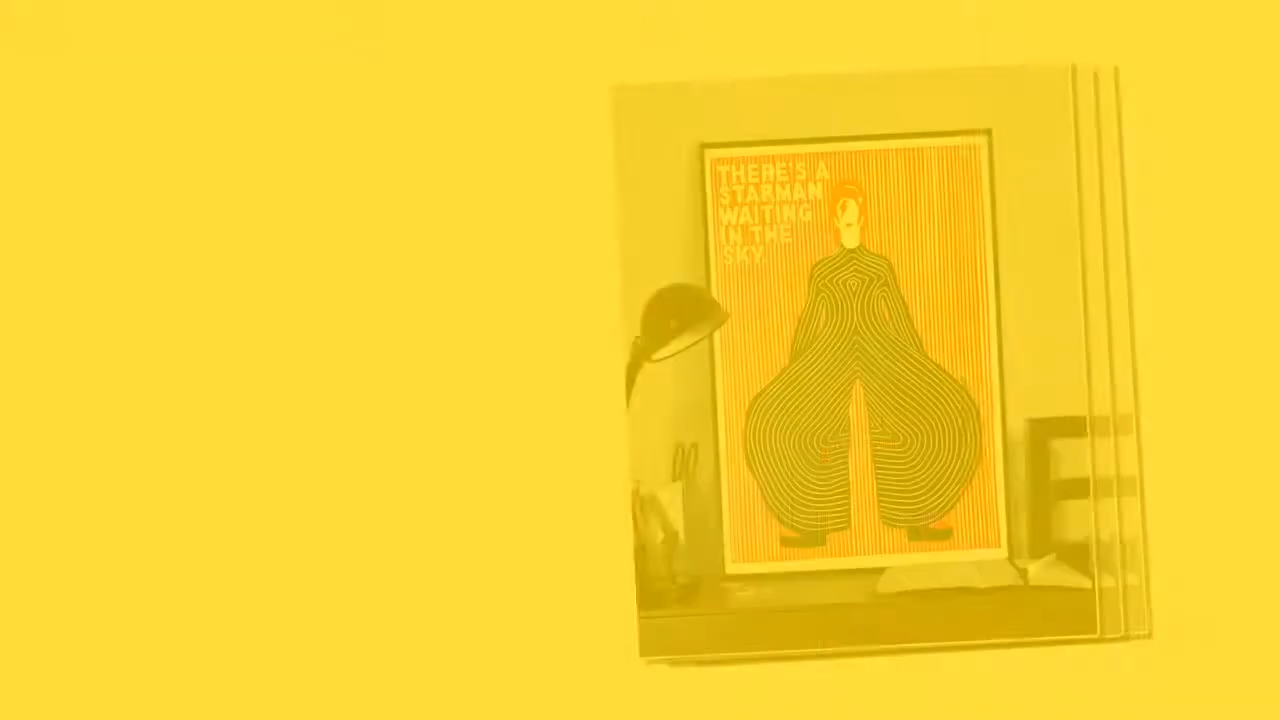 THERE'S A
STARMAN
WAITING
IN THE
SKY.